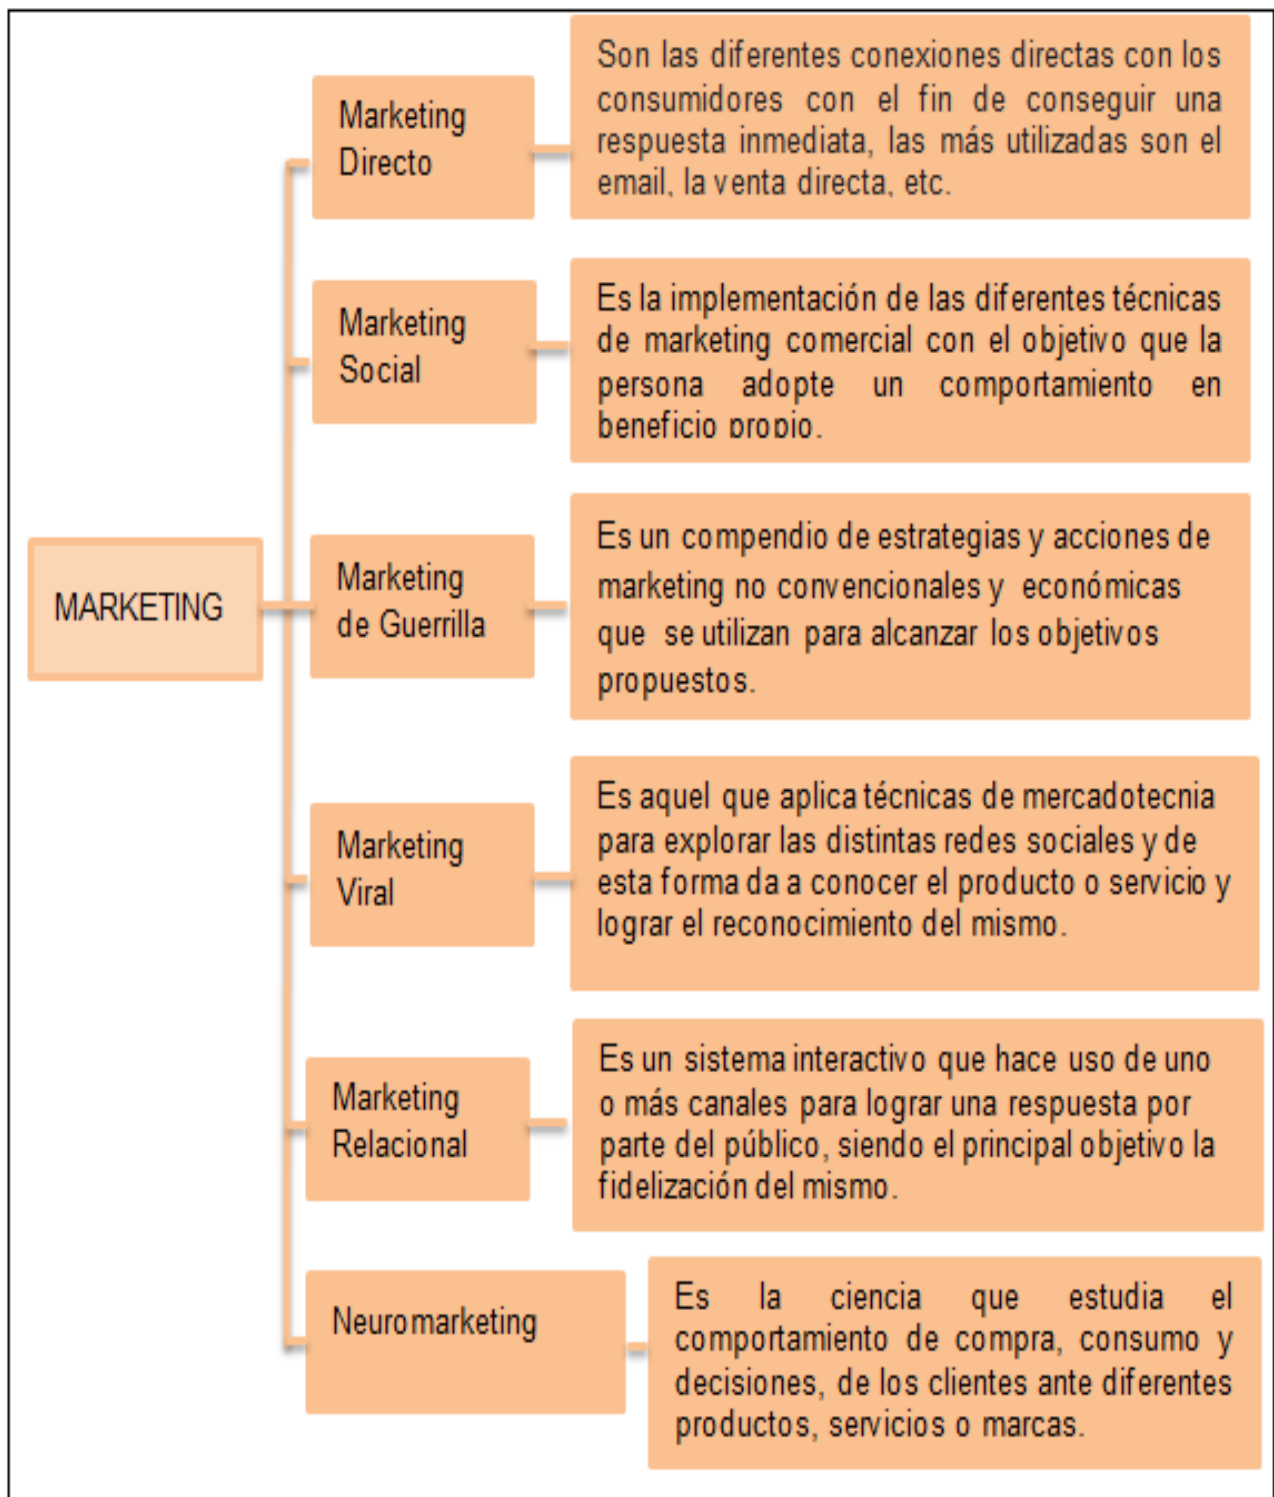 Marketing
Directo
Son las diferentes conexiones directas con los
consumidores con el fin de conseguir una
respuesta inmediata, las más utilizadas son el
email, la venta directa, etc.
Marketing
Social
Es la implementación de las diferentes técnicas
de marketing comercial con el objetivo que la
persona adopte un comportamiento en
beneficio propio.
MARKETING
Marketing
de Guerrilla
Es un compendio de estrategias y acciones de
marketing no convencionales y económicas
que se utilizan para alcanzar los objetivos
propuestos.
Marketing
Viral
Es aquel que aplica técnicas de mercadotecnia
para explorar las distintas redes sociales y de
esta forma da a conocer el producto o servicio y
lograr el reconocimiento del mismo.
Marketing
Relacional
Es un sistema interactivo que hace uso de uno
o más canales para lograr una respuesta por
parte del público, siendo el principal objetivo la
fidelización del mismo.
Neuromarketing
Es la ciencia que estudia el
comportamiento de compra, consumo y
decisiones, de los clientes ante diferentes
productos, servicios o marcas.